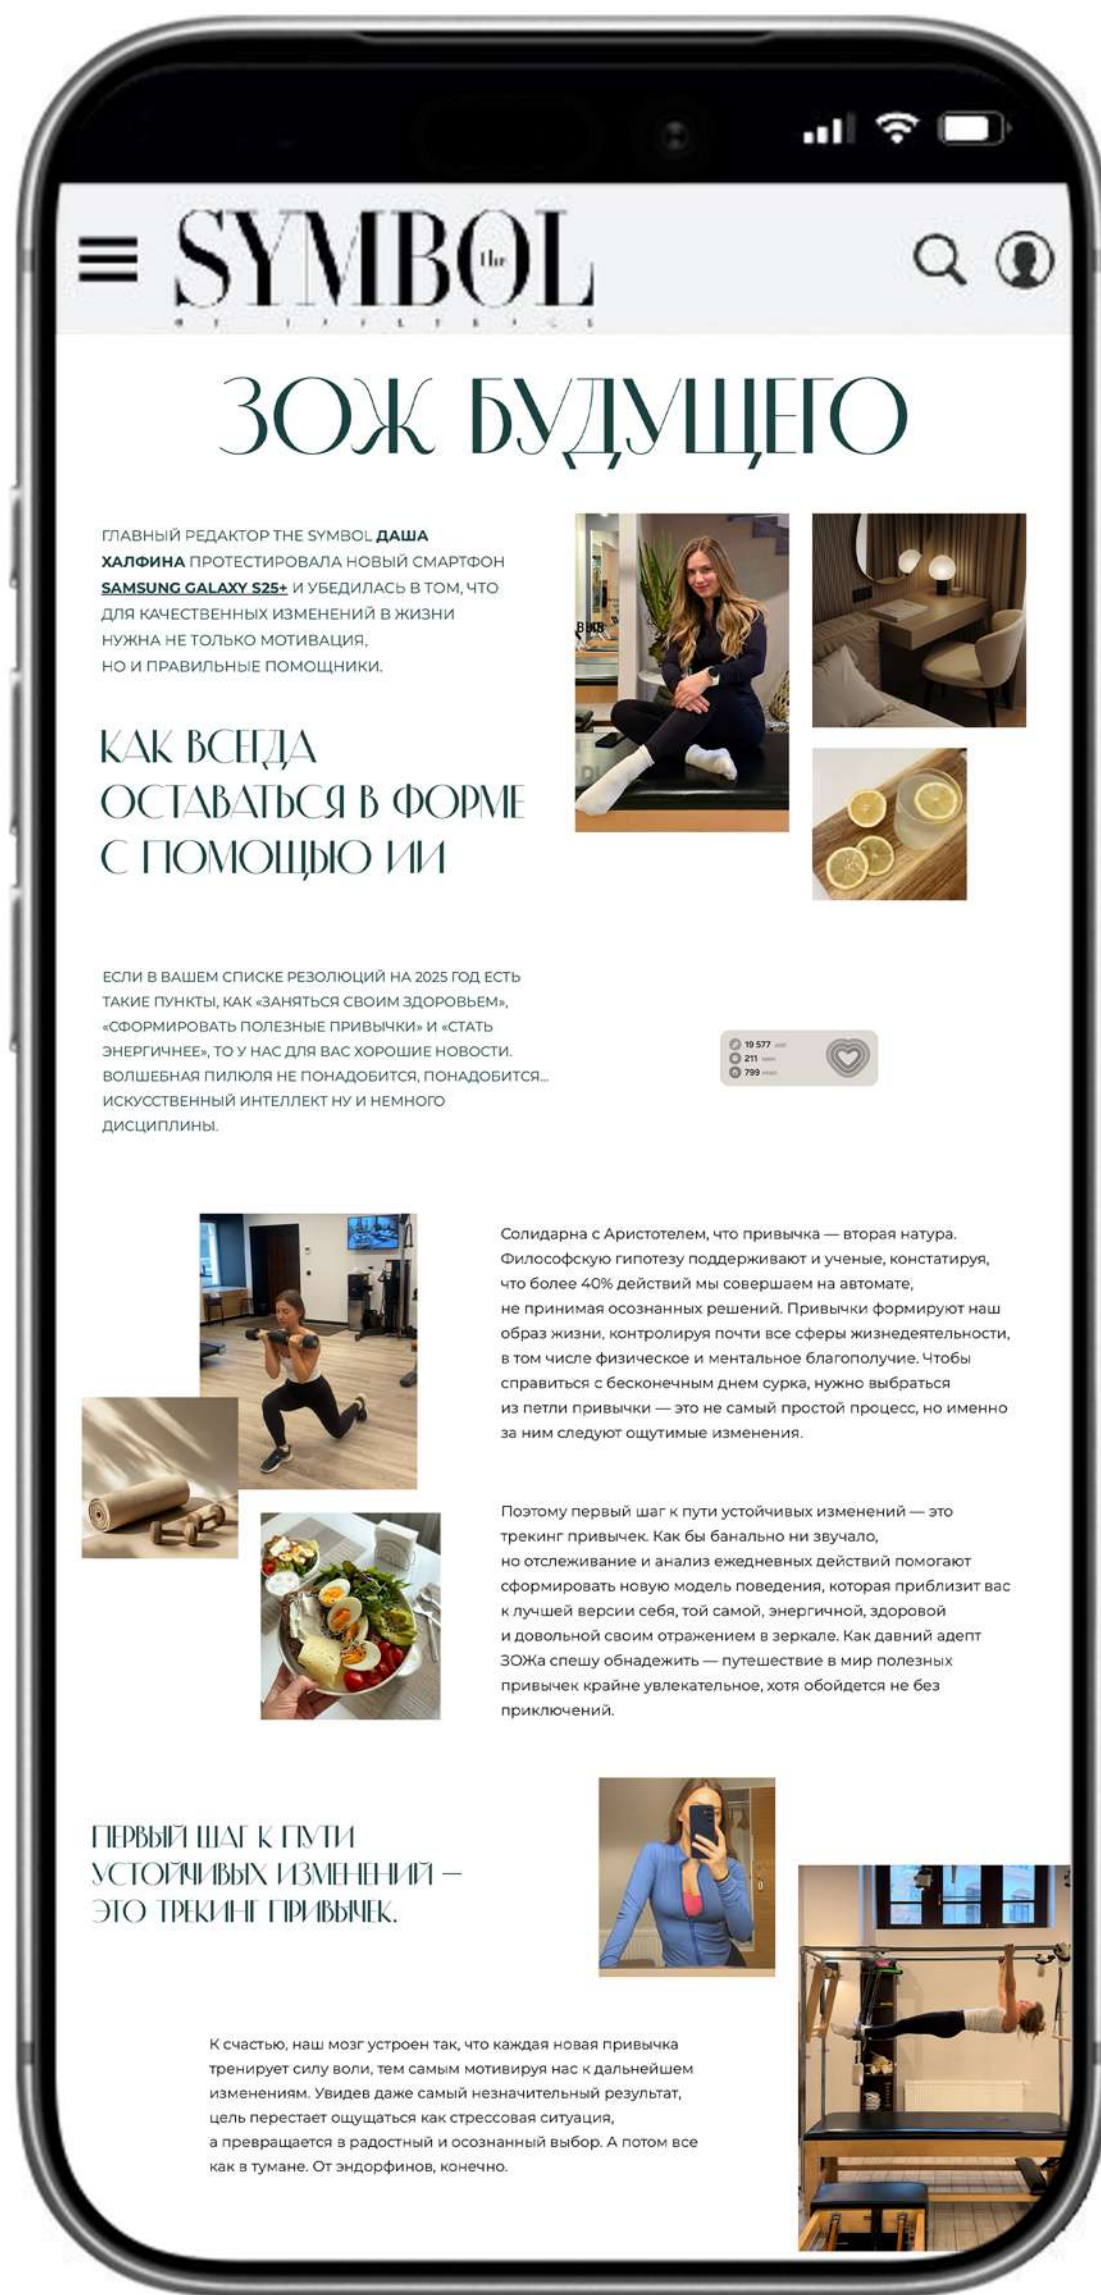 SYMBOL
the
ЗОЖ БУДУЩЕГО
ГЛАВНЫЙ РЕДАКТОР THE SYMBOL ДАША
ХАЛФИНА ПРОТЕСТИРОВАЛА НОВЫЙ СМАРТФОН
SAMSUNG GALAXY S25+ И УБЕДИЛАСЬ В ТОМ, ЧТО
ДЛЯ КАЧЕСТВЕННЫХ ИЗМЕНЕНИЙ В ЖИЗНИ
НУЖНА НЕ ТОЛЬКО МОТИВАЦИЯ,
НО И ПРАВИЛЬНЫЕ ПОМОЩНИКИ.
КАК ВСЕГДА
ОСТАВАТЬСЯ В ФОРМЕ
С ПОМОЩЬЮ ИИ
ЕСЛИ В ВАШЕМ СПИСКЕ РЕЗОЛЮЦИЙ НА 2025 ГОД ЕСТЬ
ТАКИЕ ПУНКТЫ, КАК «ЗАНЯТЬСЯ СВОИМ ЗДОРОВЬЕМ»,
«СФОРМИРОВАТЬ ПОЛЕЗНЫЕ ПРИВЫЧКИ» И «СТАТЬ
ЭНЕРГИЧНЕЕ», ТО У НАС ДЛЯ ВАС ХОРОШИЕ НОВОСТИ.
ВОЛШЕБНАЯ ПИЛЮЛЯ НЕ ПОНАДОБИТСЯ, ПОНАДОБИТСЯ...
ИСКУССТВЕННЫЙ ИНТЕЛЛЕКТ НУ И НЕМНОГО
ДИСЦИПЛИНЫ.
19 577
211
799
Солидарна с Аристотелем, что привычка — вторая натура.
Философскую гипотезу поддерживают и ученые, констатируя,
что более 40% действий мы совершаем на автомате,
не принимая осознанных решений. Привычки формируют наш
образ жизни, контролируя почти все сферы жизнедеятельности,
в том числе физическое и ментальное благополучие. Чтобы
справиться с бесконечным днем сурка, нужно выбраться
из петли привычки — это не самый простой процесс, но именно
за ним следуют ощутимые изменения.
Поэтому первый шаг к пути устойчивых изменений — это
трекинг привычек. Как бы банально ни звучало,
но отслеживание и анализ ежедневных действий помогают
сформировать новую модель поведения, которая приблизит вас
к лучшей версии себя, той самой, энергичной, здоровой
и довольной своим отражением в зеркале. Как давний адепт
ЗОЖа спешу обнадежить — путешествие в мир полезных
привычек крайне увлекательное, хотя обойдется не без
приключений.
ПЕРВЫЙ ШАГ К ПУТИ
УСТОЙЧИВЫХ ИЗМЕНЕНИЙ —
ЭТО ТРЕКИНГ ПРИВЫЧЕК.
К счастью, наш мозг устроен так, что каждая новая привычка
тренирует силу воли, тем самым мотивируя нас к дальнейшем
изменениям. Увидев даже самый незначительный результат,
цель перестает ощущаться как стрессовая ситуация,
а превращается в радостный и осознанный выбор. А потом все
как в тумане. От эндорфинов, конечно.